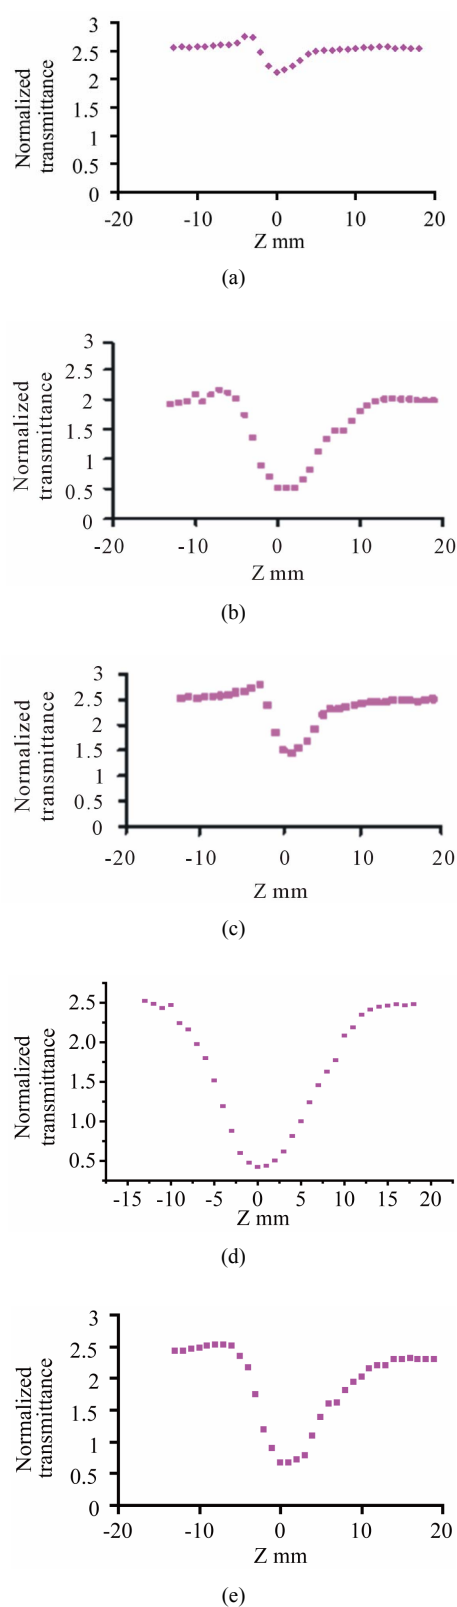 3
2.5
2
1.5
1
0.5
0
Normalized
transmittance
-20 -10 0 10 20
Z mm
(a)
3
2.5
2
1.5
1
0.5
0
Normalized
transmittance
-20 -10 0 10 20
Z mm
(b)
3
2.5
2
1.5
1
0.5
0
Normalized
transmittance
-20 -10 0 10 20
Z mm
(c)
2.5
2.0
1.5
1.0
0.5
Normalized
transmittance
-15 -10 -5 0 5 10 15 20
Z mm
(d)
3
2.5
2
1.5
1
0.5
0
Normalized
transmittance
-20 -10 0 10 20
Z mm
(e)